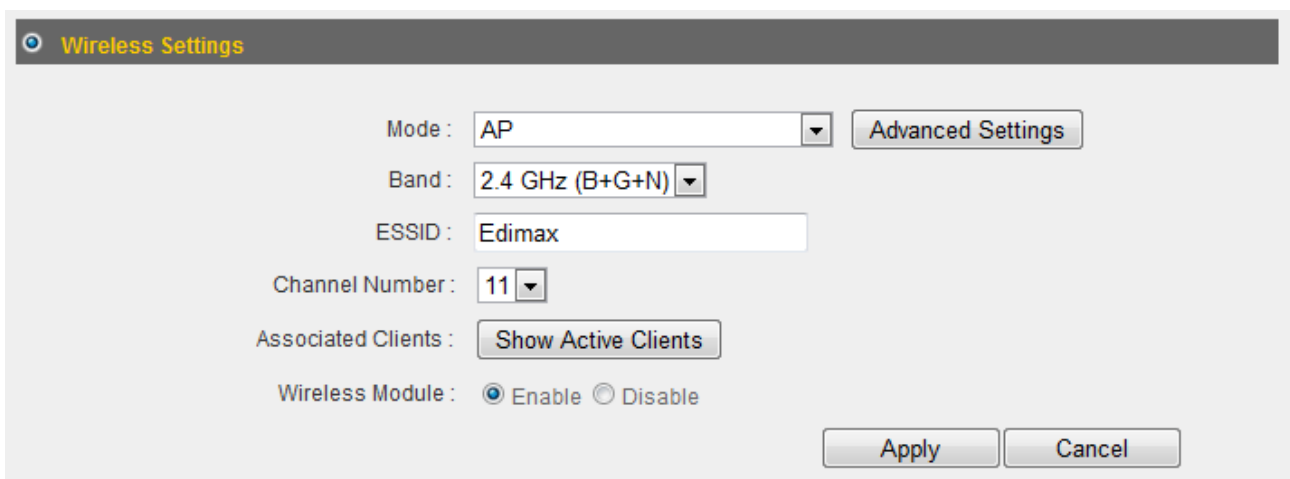 Wireless Settings
Mode : AP Advanced Settings
Band : 2.4 GHz (B+G+N)
ESSID : Edimax
Channel Number : 11
Associated Clients : Show Active Clients
Wireless Module : Enable Disable
Apply Cancel